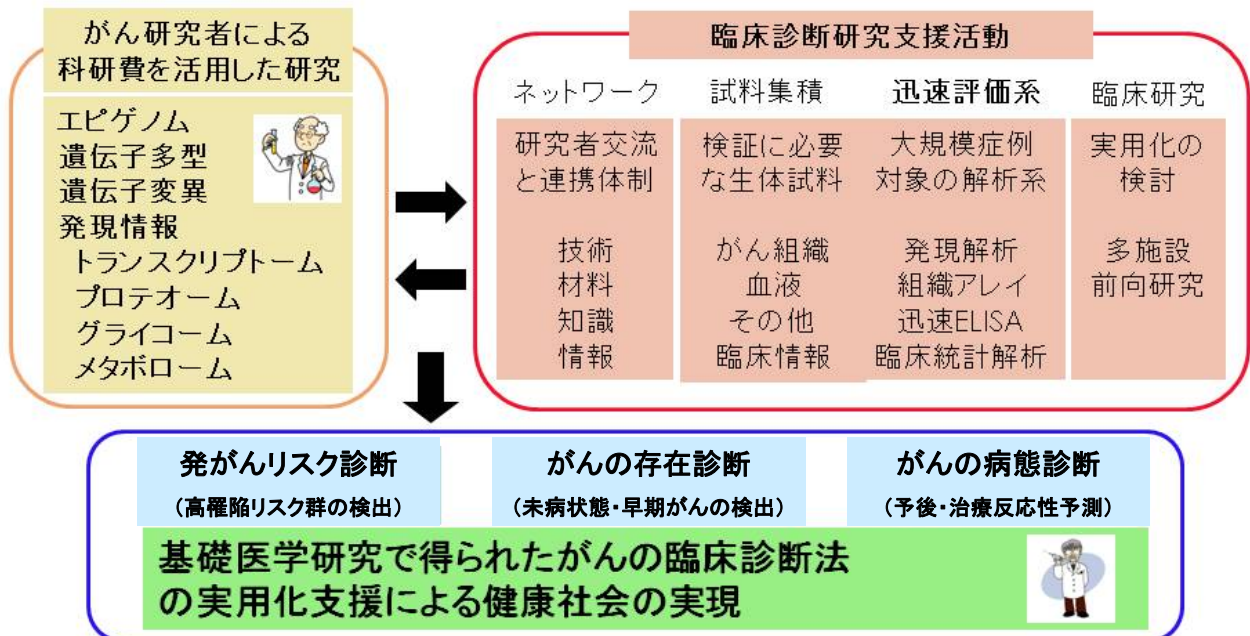 がん研究者による
科研費を活用した研究
エピゲノム
遺伝子多型
遺伝子変異
発現情報
トランスクリプトーム
プロテオーム
グライコーム
メタボローム
臨床診断研究支援活動
ネットワーク
研究者交流
と連携体制
技術
材料
知識
情報
試料集積
検証に必要
な生体試料
がん組織
血液
その他
臨床情報
迅速評価系
大規模症例
対象の解析系
発現解析
組織アレイ
迅速ELISA
臨床統計解析
臨床研究
実用化の
検討
多施設
前向研究
発がんリスク診断
(高罹陥リスク群の検出)
がんの存在診断
(未病状態・早期がんの検出)
がんの病態診断
(予後・治療反応性予測)
基礎医学研究で得られたがんの臨床診断法
の実用化支援による健康社会の実現